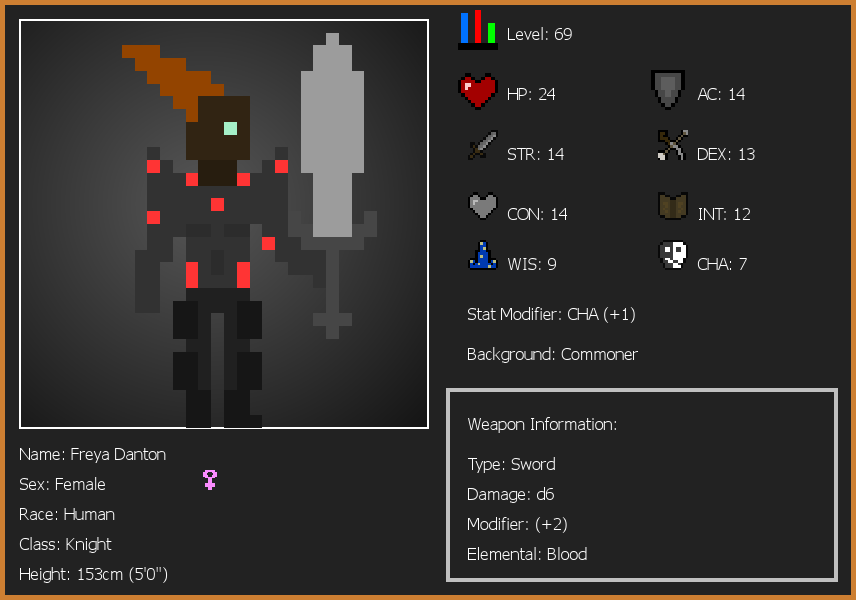 Level: 69
HP: 24
AC: 14
STR: 14
DEX: 13
CON: 14
INT: 12
WIS: 9
CHA: 7
Stat Modifier: CHA (+1)
Background: Commoner
Weapon Information:
Type: Sword
Damage: d6
Modifier: (+2)
Elemental: Blood
Name: Freya Danton
Sex: Female
Race: Human
Class: Knight
Height: 153cm (5'0")